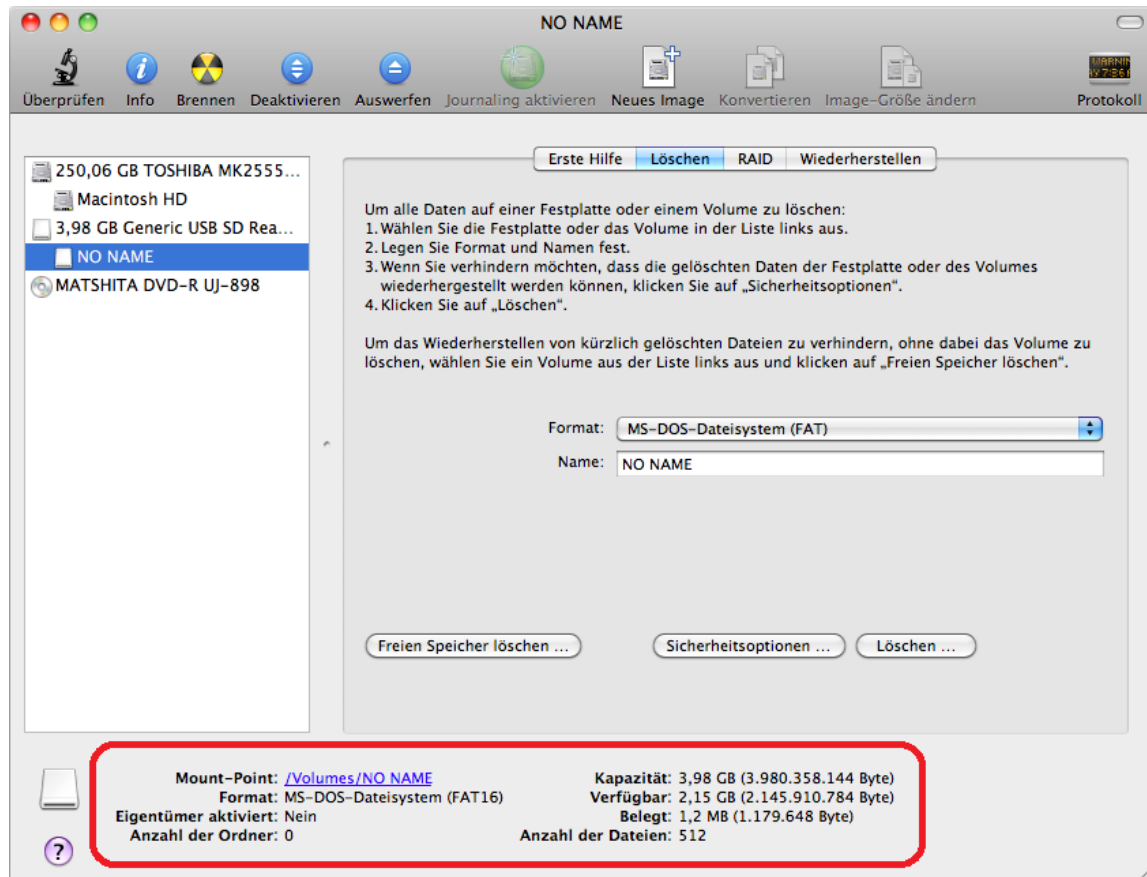 NO NAME
Überprüfen Info Brennen Deaktivieren Auswerfen Journaling aktivieren Neues Image Konvertieren Image-Größe ändern Protokoll
250,06 GB TOSHIBA MK2555...
Macintosh HD
3,98 GB Generic USB SD Rea...
NO NAME
MATSHITA DVD-R UJ-898
Erste Hilfe Löschen RAID Wiederherstellen
Um alle Daten auf einer Festplatte oder einem Volume zu löschen:
1. Wählen Sie die Festplatte oder das Volume in der Liste links aus.
2. Legen Sie Format und Namen fest.
3. Wenn Sie verhindern möchten, dass die gelöschten Daten der Festplatte oder des Volumes
wiederhergestellt werden können, klicken Sie auf „Sicherheitsoptionen“.
4. Klicken Sie auf „Löschen“.
Um das Wiederherstellen von kürzlich gelöschten Dateien zu verhindern, ohne dabei das Volume zu
löschen, wählen Sie ein Volume aus der Liste links aus und klicken auf „Freien Speicher löschen“.
Format: MS-DOS-Dateisystem (FAT)
Name: NO NAME
Freien Speicher löschen ... Sicherheitsoptionen ... Löschen ...
Mount-Point: /Volumes/NO NAME Kapazität: 3,98 GB (3.980.358.144 Byte)
Format: MS-DOS-Dateisystem (FAT16) Verfügbar: 2,15 GB (2.145.910.784 Byte)
Eigentümer aktiviert: Nein Belegt: 1,2 MB (1.179.648 Byte)
Anzahl der Ordner: 0 Anzahl der Dateien: 512
?